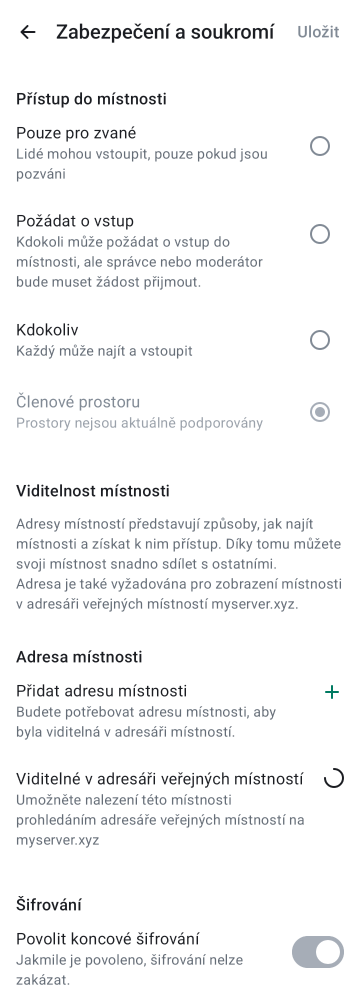 Zabezpečení a soukromí
Uložit
Přístup do místnosti
Pouze pro zvané
Lidé mohou vstoupit, pouze pokud jsou
pozváni
Požádat o vstup
Kdokoli může požádat o vstup do
místnosti, ale správce nebo moderátor
bude muset žádost přijmout.
Kdokoliv
Každý může najít a vstoupit
Členové prostoru
Prostory nejsou aktuálně podporovány
Viditelnost místnosti
Adresy místností představují způsoby, jak najít
místnosti a získat k nim přístup. Díky tomu můžete
svoji místnost snadno sdílet s ostatními.
Adresa je také vyžadována pro zobrazení místnosti
v adresáři veřejných místností myserver.xyz.
Adresa místnosti
Přidat adresu místnosti
Budete potřebovat adresu místnosti, aby
byla viditelná v adresáři místností.
Viditelné v adresáři veřejných místností
Umožněte nalezení této místnosti
prohledáním adresáře veřejných místností na
myserver.xyz
Šifrování
Povolit koncové šifrování
Jakmile je povoleno, šifrování nelze
zakázat.